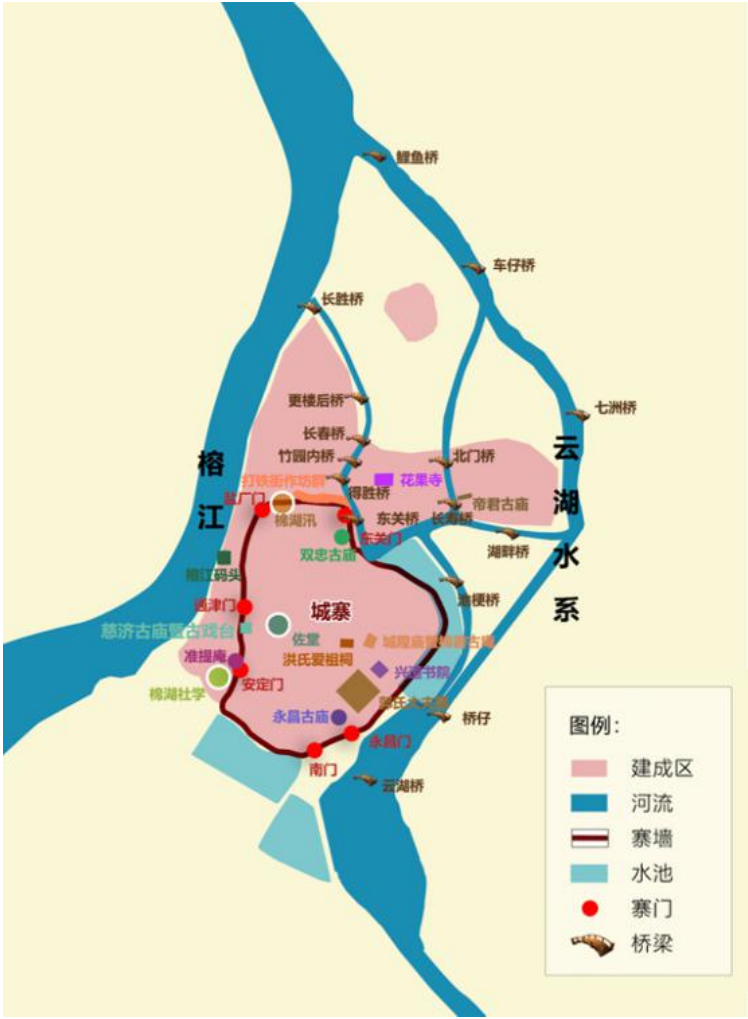 鲤鱼桥
车仔桥
长胜桥
更楼后桥
七洲桥
长春桥
竹园内桥
北门桥
榕江
云湖水系
打铁街作坊群
花果寺
得胜桥
盐厂门
棉湖汛
东关桥
长寿桥
帝君古庙
东关门
双忠古庙
湖畔桥
榕江码头
通津门
城寨
慈济古庙暨古戏台
佐堂
准提庵
洪氏爱祖祠
兴道书院
安定门
棉湖社学
永昌古庙
桥仔
永昌门
南门
云湖桥
图例：
建成区
河流
寨墙
水池
寨门
桥梁